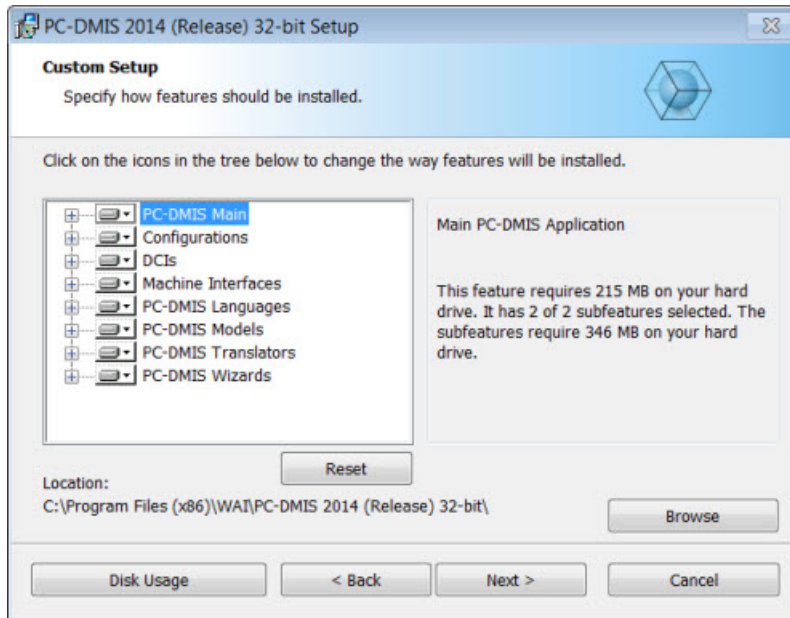 PC-DMIS 2014 (Release) 32-bit Setup
Custom Setup
Specify how features should be installed.
Click on the icons in the tree below to change the way features will be installed.
PC-DMIS Main
Configurations
DCIs
Machine Interfaces
PC-DMIS Languages
PC-DMIS Models
PC-DMIS Translators
PC-DMIS Wizards
Main PC-DMIS Application
This feature requires 215 MB on your hard
drive. It has 2 of 2 subfeatures selected. The
subfeatures require 346 MB on your hard
drive.
Reset
Location:
C:\Program Files (x86)\WAI\PC-DMIS 2014 (Release) 32-bit\
Browse
Disk Usage
< Back
Next >
Cancel